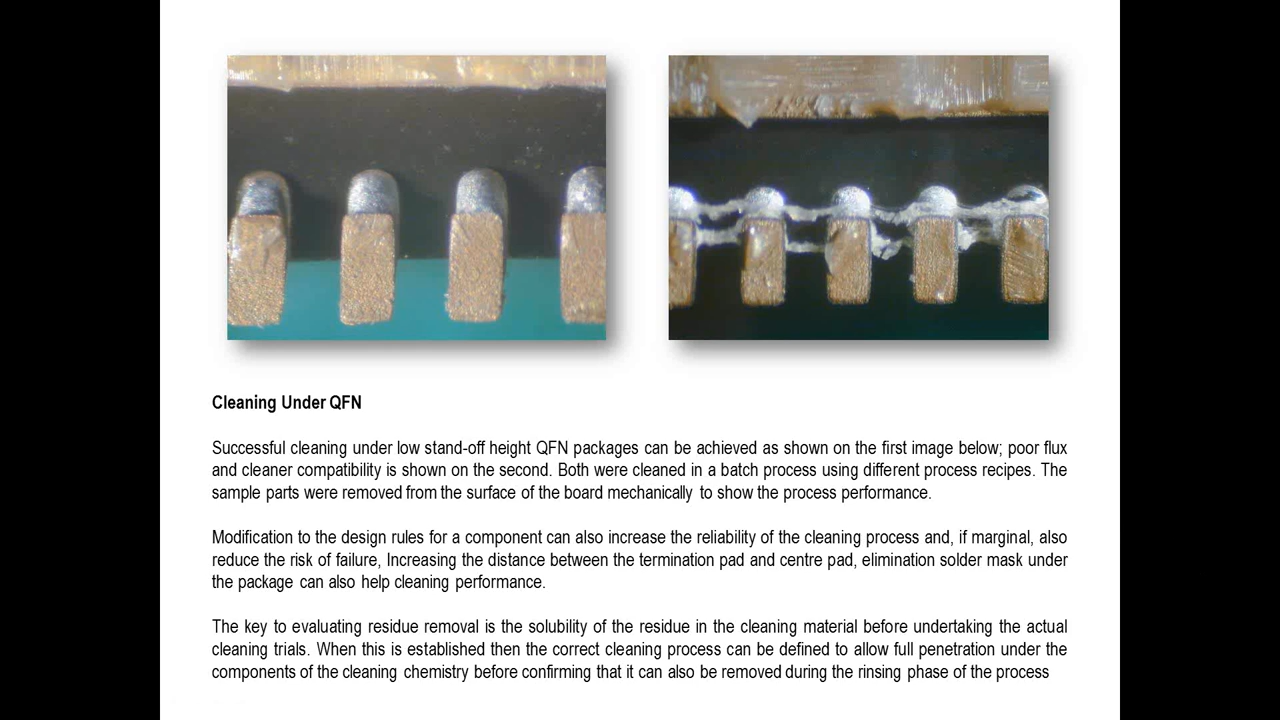 Cleaning Under QFN
Successful cleaning under low stand-off height QFN packages can be achieved as shown on the first image below; poor flux
and cleaner compatibility is shown on the second. Both were cleaned in a batch process using different process recipes. The
sample parts were removed from the surface of the board mechanically to show the process performance.
Modification to the design rules for a component can also increase the reliability of the cleaning process and, if marginal, also
reduce the risk of failure, Increasing the distance between the termination pad and centre pad, elimination solder mask under
the package can also help cleaning performance.
The key to evaluating residue removal is the solubility of the residue in the cleaning material before undertaking the actual
cleaning trials. When this is established then the correct cleaning process can be defined to allow full penetration under the
components of the cleaning chemistry before confirming that it can also be removed during the rinsing phase of the process